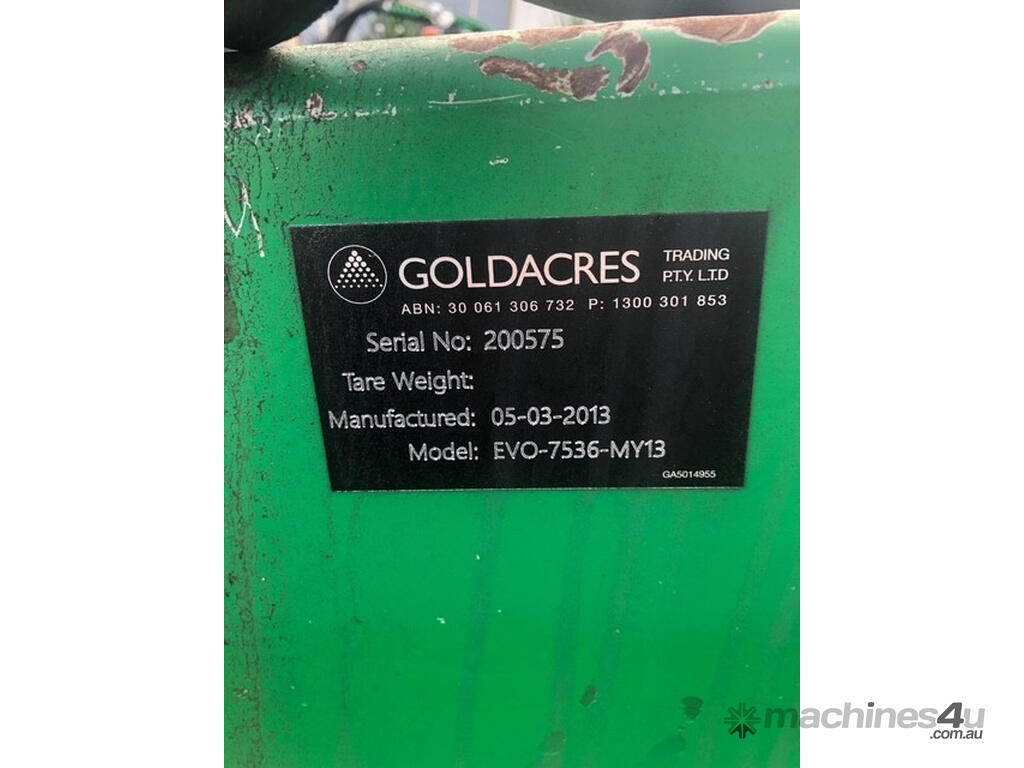 GOLDACRES TRADING P.T.Y. L.T.D
ABN: 30 061 306 732 P: 1300 301 853
Serial No: 200575
Tare Weight:
Manufactured: 05-03-2013
Model: EVO-7536-MY13
GA5014955
machines4u
.com.au